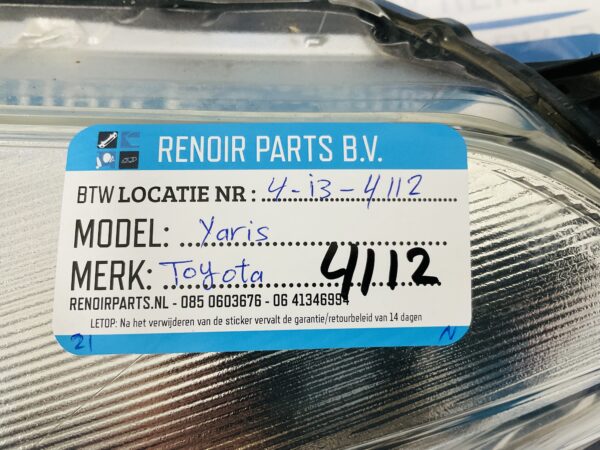 RENOIR PARTS B.V.
BTW LOCATIE NR : 4-i3-4112
MODEL: Yaris
MERK: Toyota 4112
RENOIRPARTS.NL - 085 0603676 - 06 41346994
LETOP: Na het verwijderen van de sticker vervalt de garantie/retourbeleid van 14 dagen
21 N